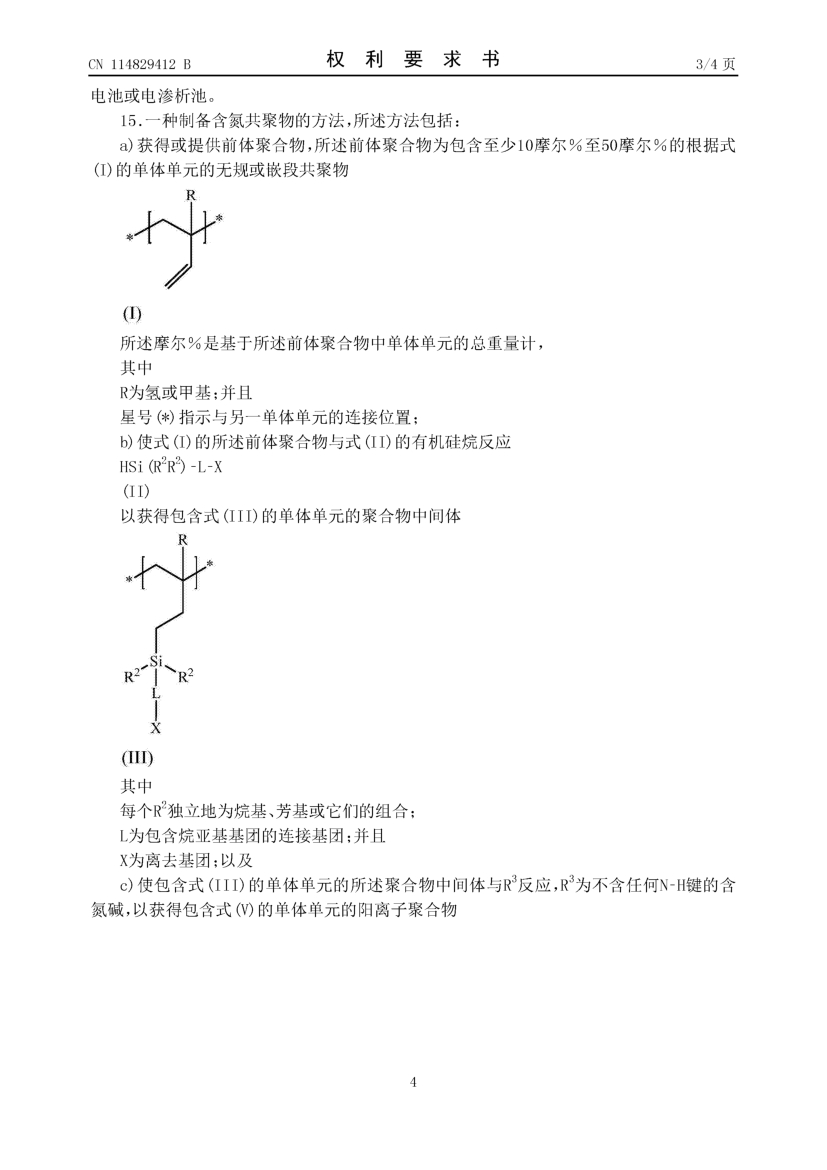 CN 114829412 B
权利要求书
3/4 页
电池或电渗析池。
15.一种制备含氮共聚物的方法,所述方法包括:
a)获得或提供前体聚合物,所述前体聚合物为包含至少10摩尔%至50摩尔%的根据式
(I)的单体单元的无规或嵌段共聚物
R
*
*
(I)
所述摩尔%是基于所述前体聚合物中单体单元的总重量计,
其中
R为氢或甲基;并且
星号(*)指示与另一单体单元的连接位置;
b)使式(I)的所述前体聚合物与式(II)的有机硅烷反应
HSi(R²R²)-L-X
(II)
以获得包含式(III)的单体单元的聚合物中间体
R
*
*
Si
R² R²
L
X
(III)
其中
每个R²独立地为烷基、芳基或它们的组合;
L为包含烷亚基基团的连接基团;并且
X为离去基团;以及
c)使包含式(III)的单体单元的所述聚合物中间体与R³反应,R³为不含任何N-H键的含
氮碱,以获得包含式(V)的单体单元的阳离子聚合物
4